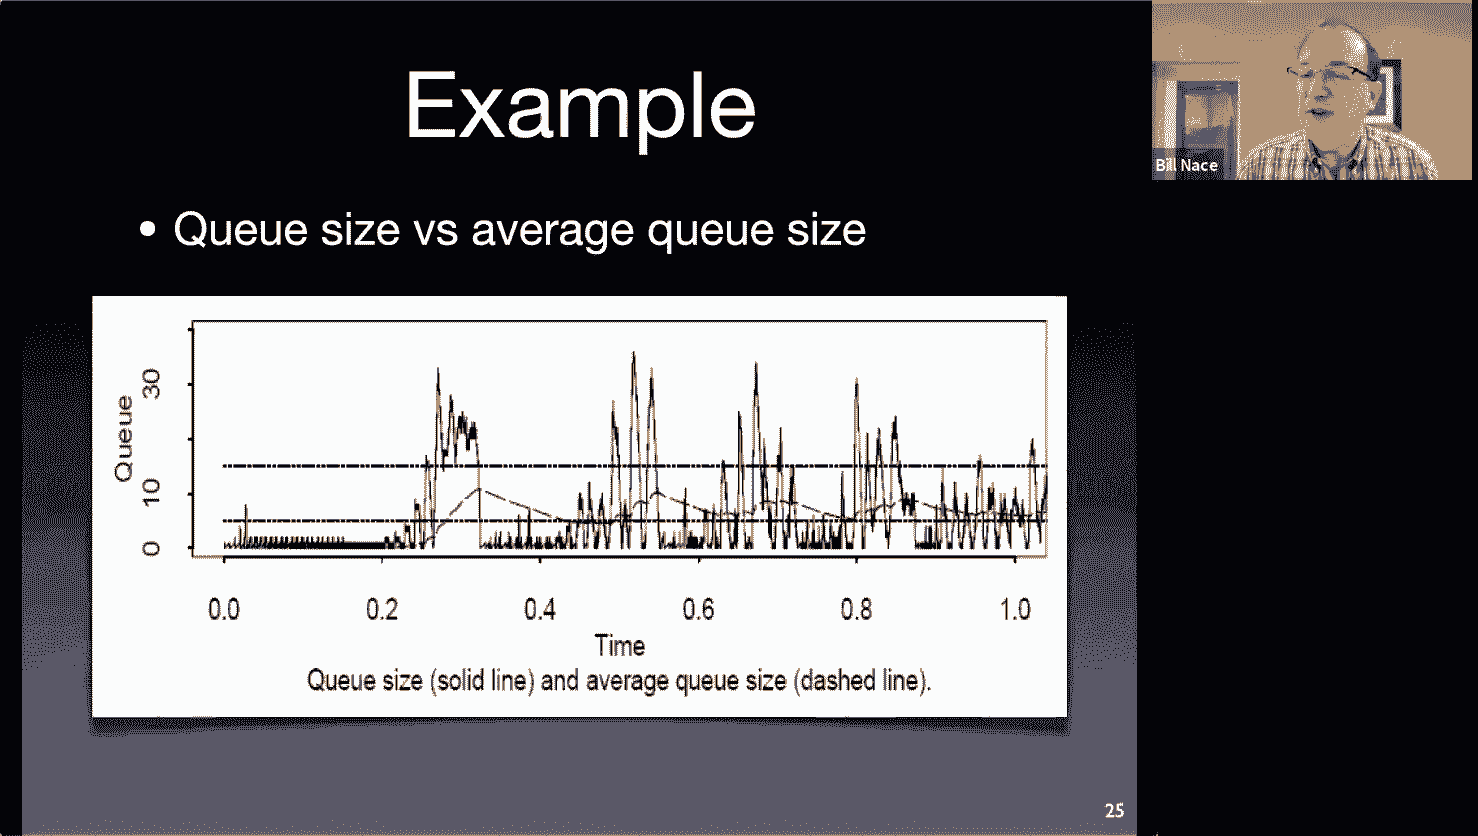 Example
Bill Nace
• Queue size vs average queue size
Queue
30
10
0
0.0 0.2 0.4 0.6 0.8 1.0
Time
Queue size (solid line) and average queue size (dashed line).
25